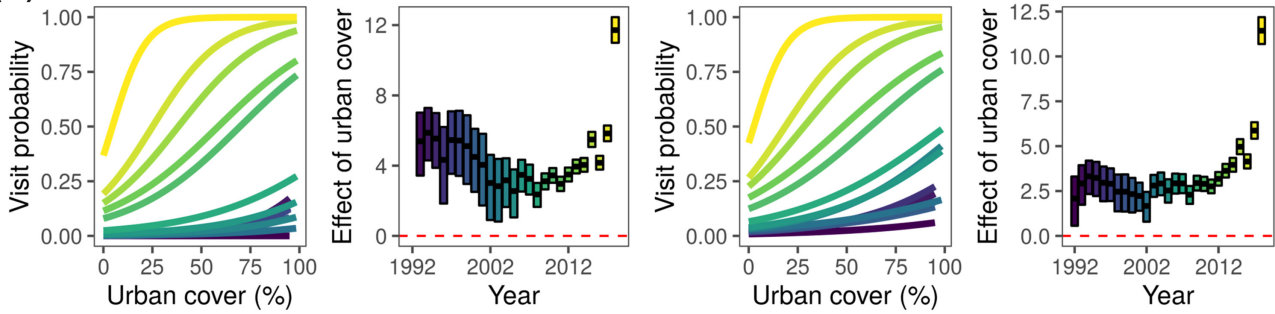 Visit probability
1.00
0.75
0.50
0.25
0.00
0 25 50 75 100
Urban cover (%)
Effect of urban cover
12
8
4
0
1992 2002 2012
Year
Visit probability
1.00
0.75
0.50
0.25
0.00
0 25 50 75 100
Urban cover (%)
Effect of urban cover
12.5
10.0
7.5
5.0
2.5
0.0
1992 2002 2012
Year